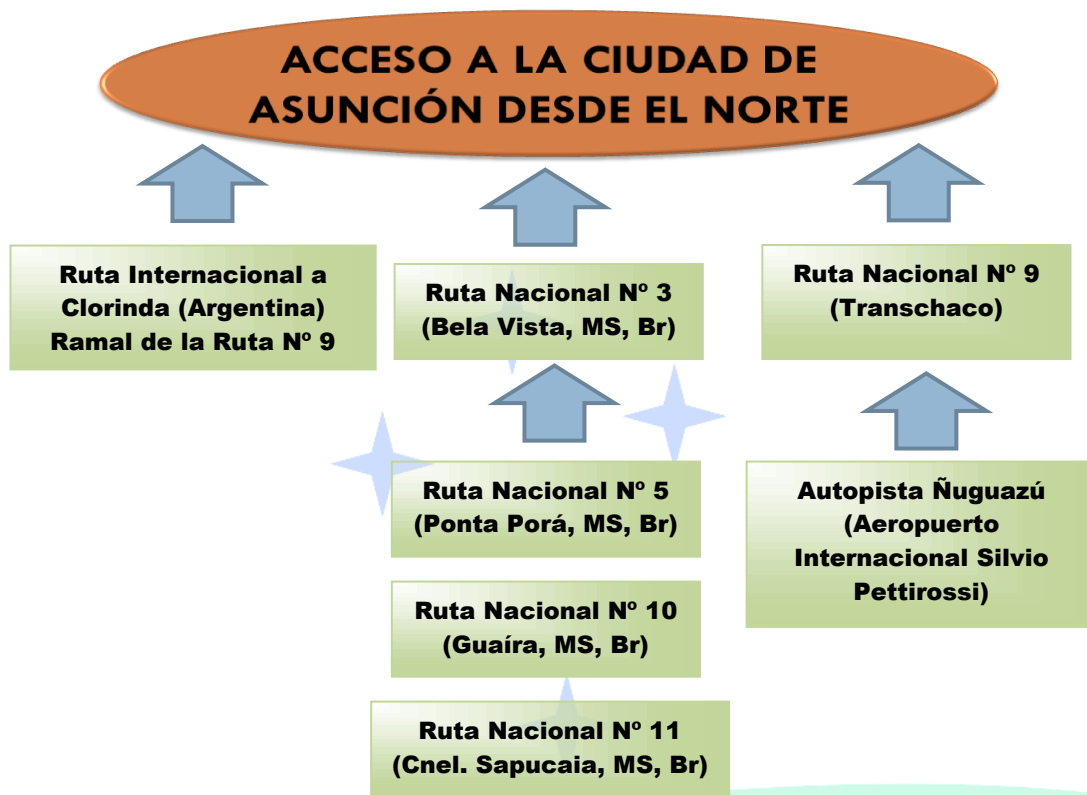 ACCESO A LA CIUDAD DE
ASUNCIÓN DESDE EL NORTE
Ruta Internacional a
Clorinda (Argentina)
Ramal de la Ruta Nº 9
Ruta Nacional Nº 3
(Bela Vista, MS, Br)
Ruta Nacional Nº 9
(Transchaco)
Ruta Nacional Nº 5
(Ponta Porá, MS, Br)
Autopista Ñuguazú
(Aeropuerto
Internacional Silvio
Pettirossi)
Ruta Nacional Nº 10
(Guaíra, MS, Br)
Ruta Nacional Nº 11
(Cnel. Sapucaia, MS, Br)